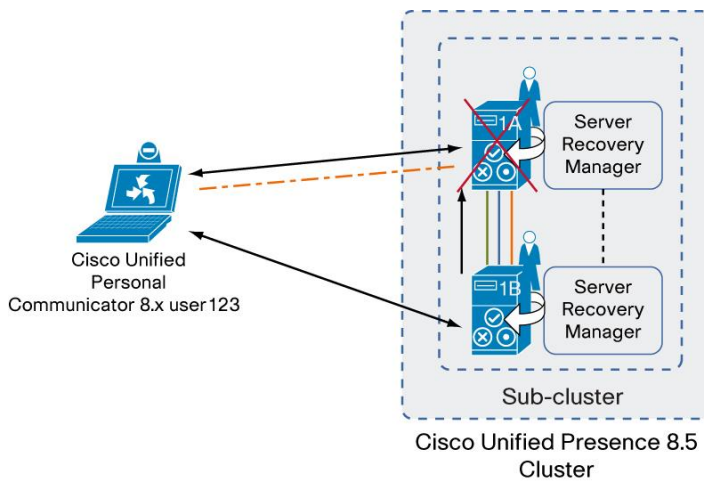 1A
Server
Recovery
Manager
Cisco Unified
Personal
Communicator 8.x user123
1B
Server
Recovery
Manager
Sub-cluster
Cisco Unified Presence 8.5
Cluster